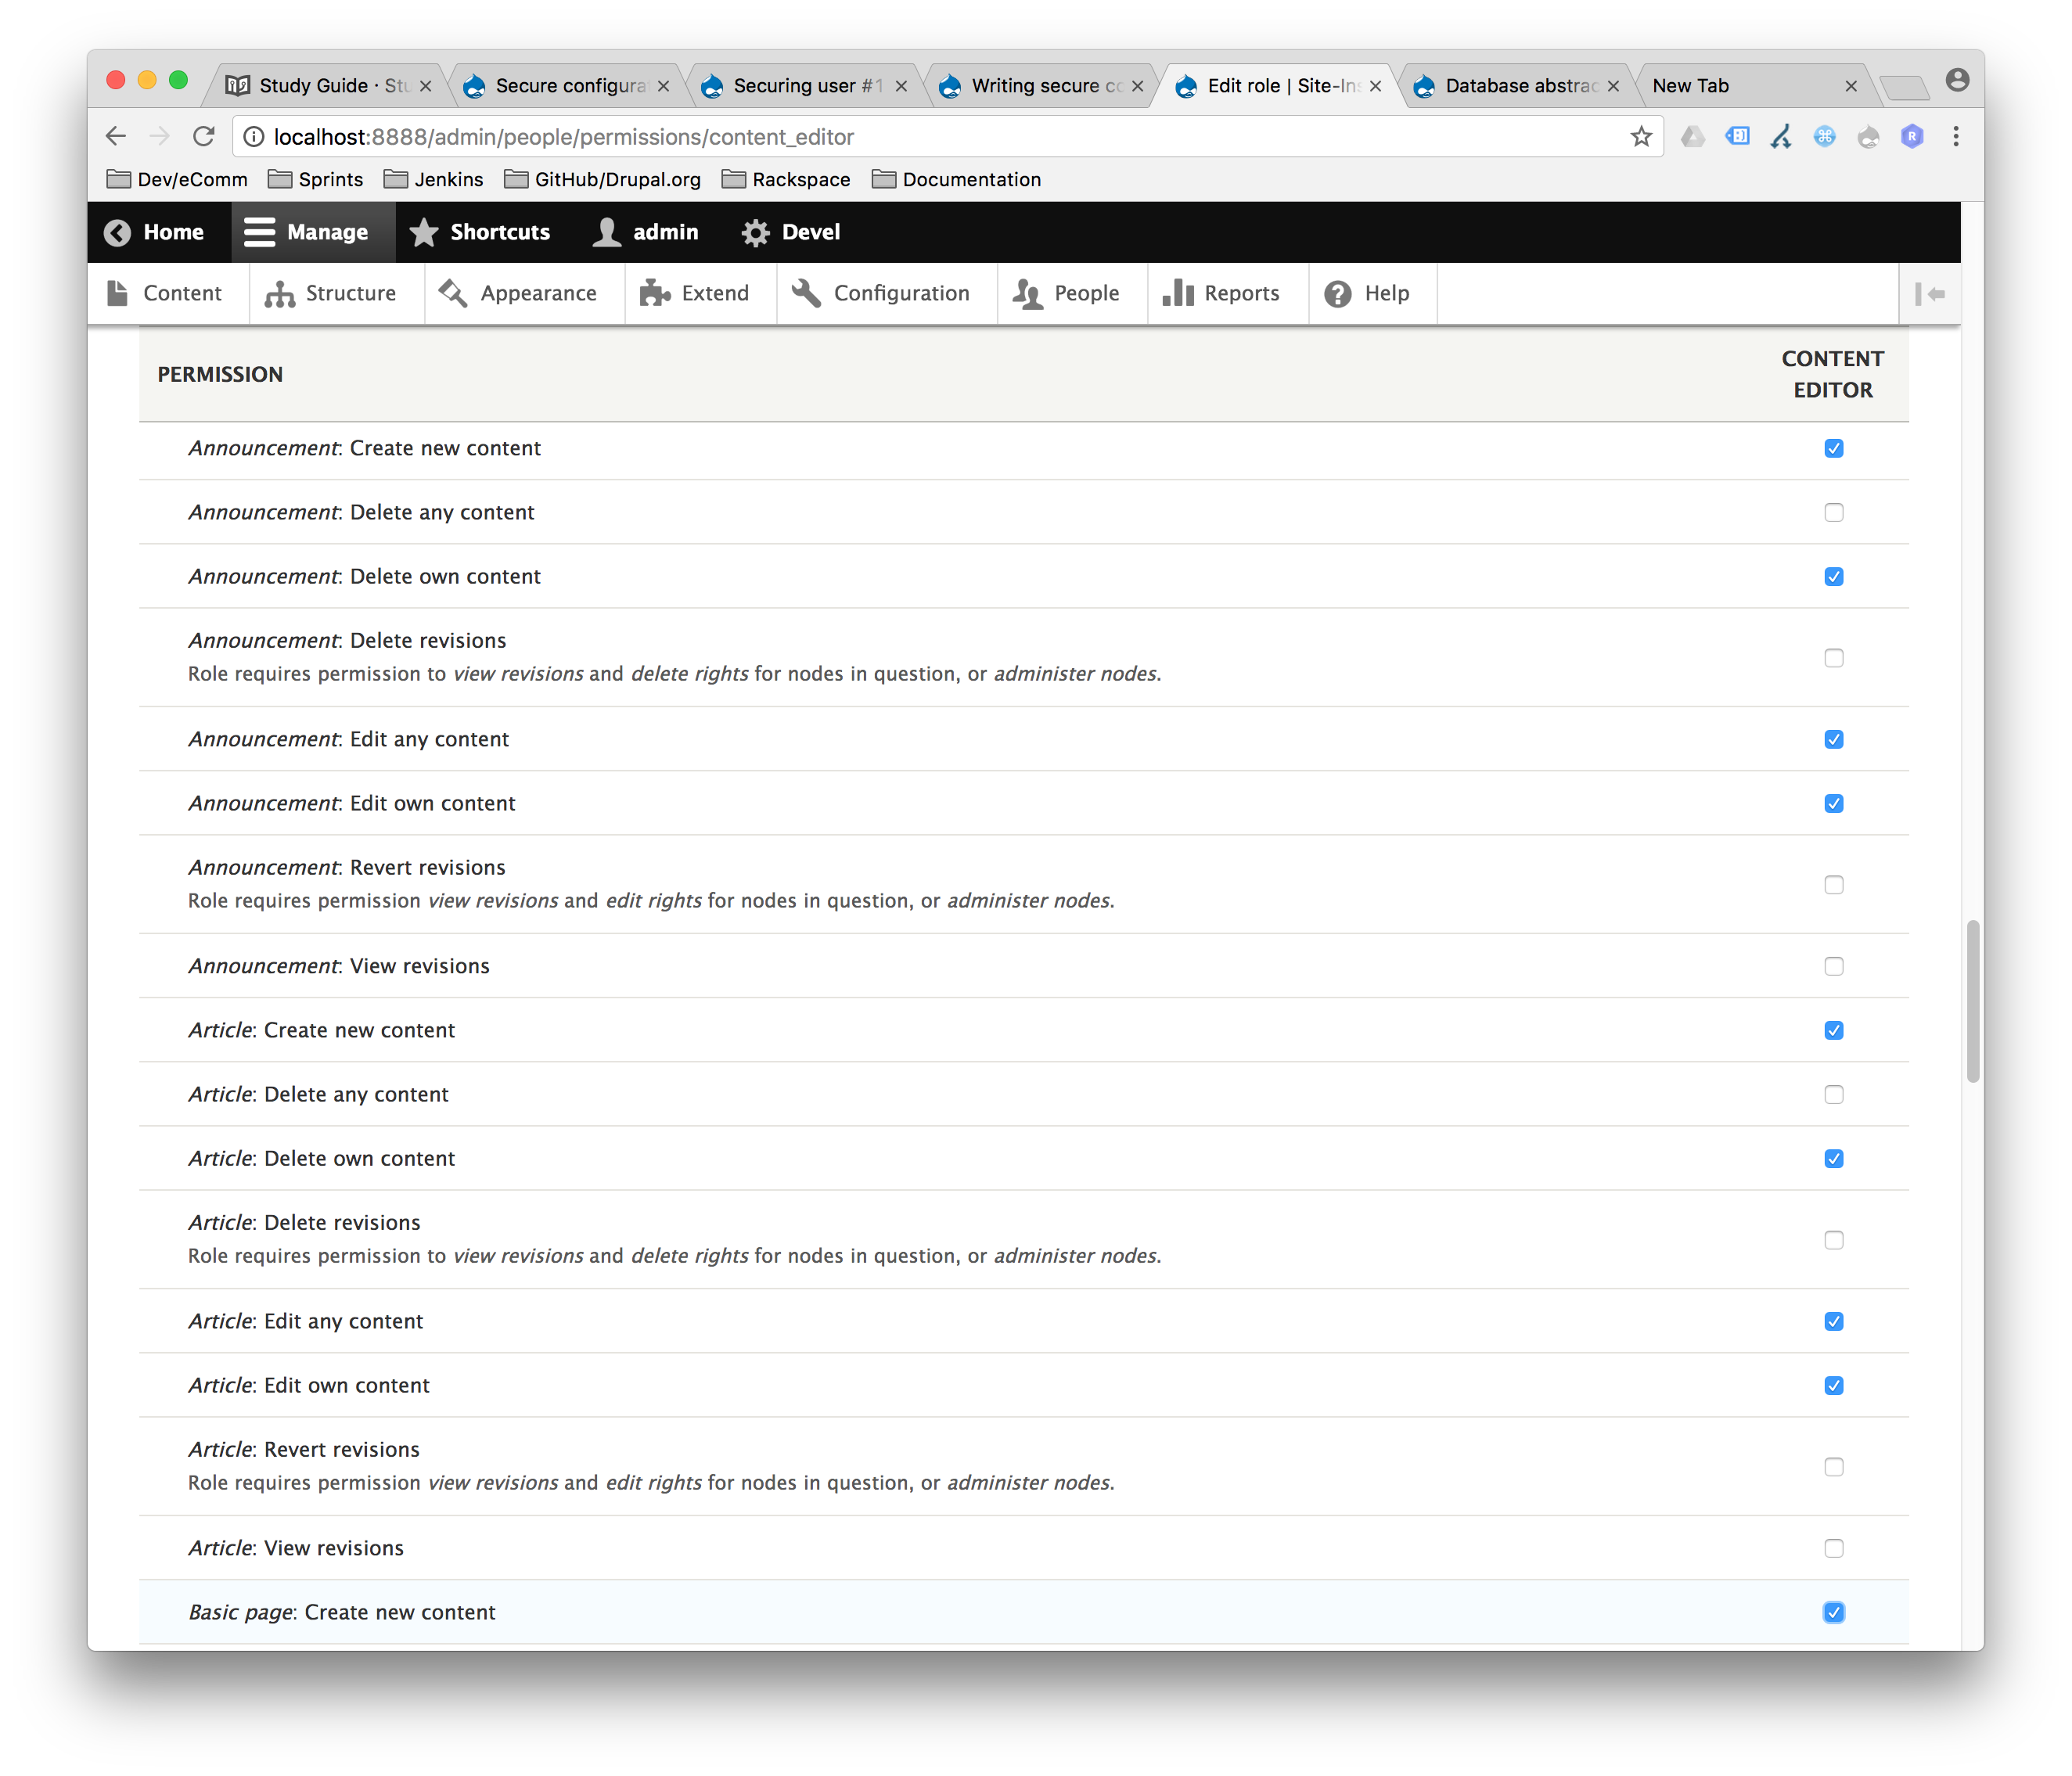 Study Guide · Stu
Secure configurat
Securing user #1
Writing secure co
Edit role | Site-Ins
Database abstrac
New Tab
localhost:8888/admin/people/permissions/content_editor
Dev/eComm Sprints Jenkins GitHub/Drupal.org Rackspace Documentation
Home Manage Shortcuts admin Devel
Content Structure Appearance Extend Configuration People Reports Help
PERMISSION
CONTENT
EDITOR
Announcement: Create new content
Announcement: Delete any content
Announcement: Delete own content
Announcement: Delete revisions
Role requires permission to view revisions and delete rights for nodes in question, or administer nodes.
Announcement: Edit any content
Announcement: Edit own content
Announcement: Revert revisions
Role requires permission view revisions and edit rights for nodes in question, or administer nodes.
Announcement: View revisions
Article: Create new content
Article: Delete any content
Article: Delete own content
Article: Delete revisions
Role requires permission to view revisions and delete rights for nodes in question, or administer nodes.
Article: Edit any content
Article: Edit own content
Article: Revert revisions
Role requires permission view revisions and edit rights for nodes in question, or administer nodes.
Article: View revisions
Basic page: Create new content